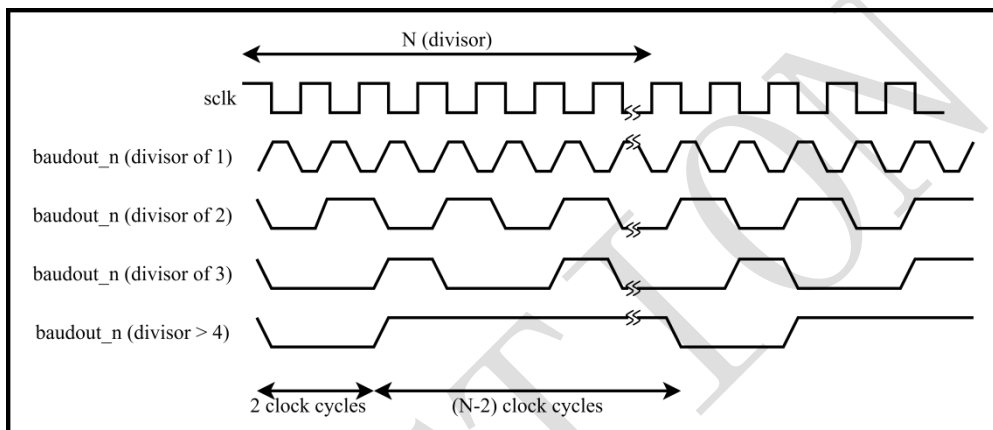 N (divisor)
sclk
baudout_n (divisor of 1)
baudout_n (divisor of 2)
baudout_n (divisor of 3)
baudout_n (divisor > 4)
2 clock cycles
(N-2) clock cycles
TION